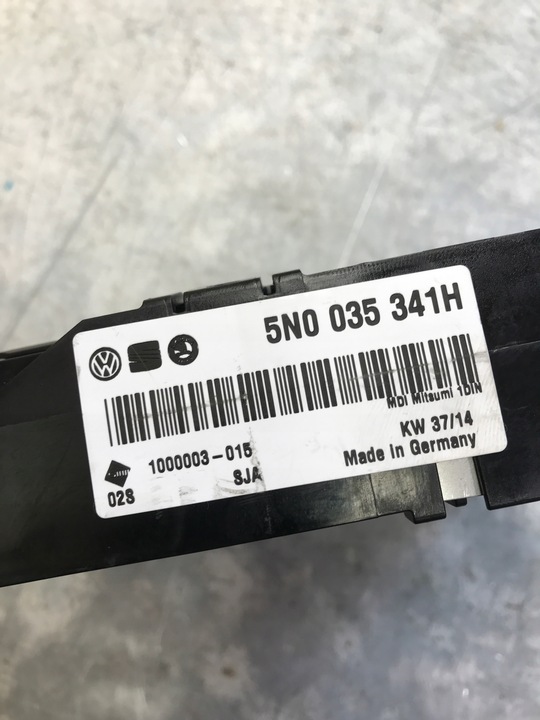 5N0 035 341H
MDI Mitsumi 1DIN
1000003-015
KW 37/14
02S
SJA
Made in Germany